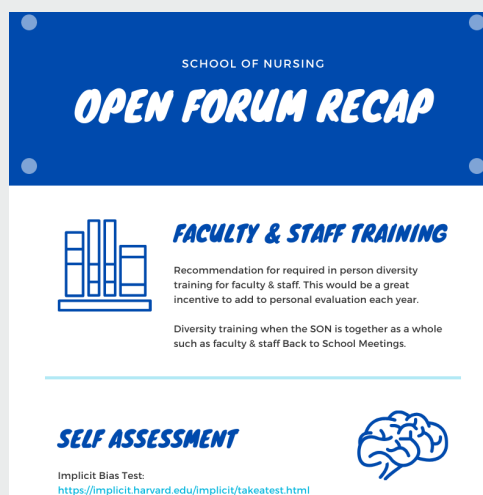 SCHOOL OF NURSING
OPEN FORUM RECAP
FACULTY & STAFF TRAINING
Recommendation for required in person diversity
training for faculty & staff. This would be a great
incentive to add to personal evaluation each year.
Diversity training when the SON is together as a whole
such as faculty & staff Back to School Meetings.
SELF ASSESSMENT
Implicit Bias Test:
https://implicit.harvard.edu/implicit/takeatest.html